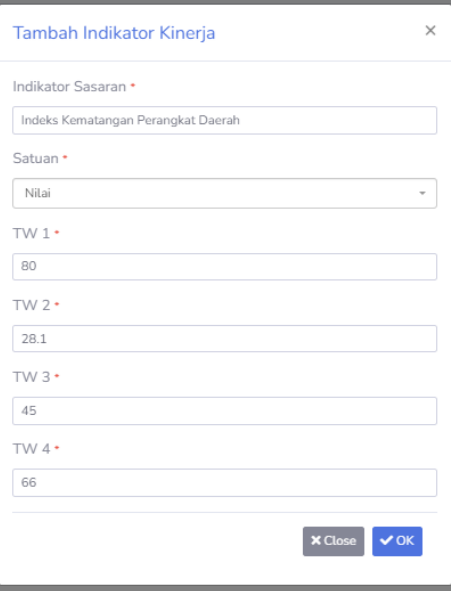 Tambah Indikator Kinerja ×
Indikator Sasaran *
Indeks Kematangan Perangkat Daerah
Satuan *
Nilai
TW 1 *
80
TW 2 *
28.1
TW 3 *
45
TW 4 *
66
Close OK